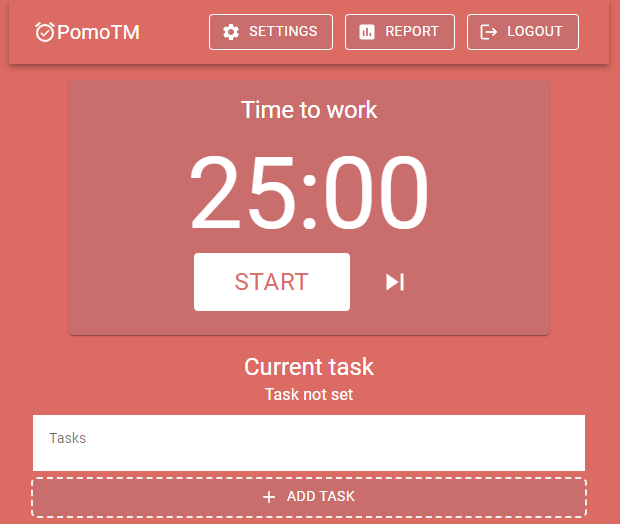 PomoTM
SETTINGS
REPORT
LOGOUT
Time to work
25:00
START
Current task
Task not set
Tasks
ADD TASK